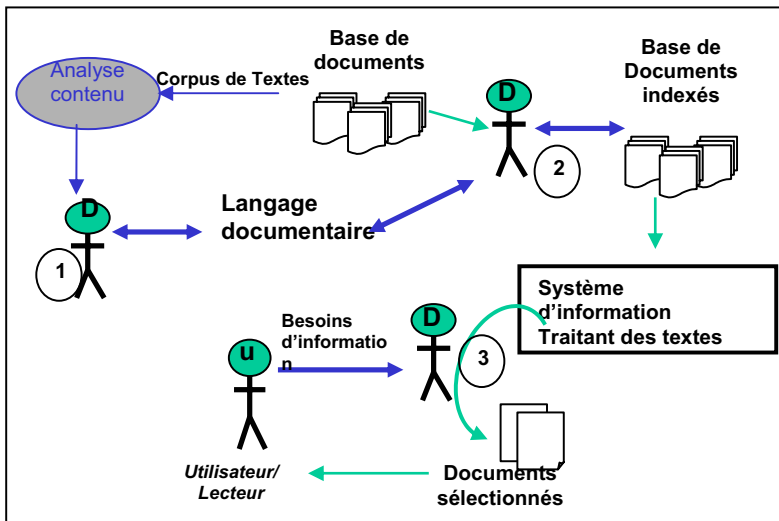 Analyse
contenu
Corpus de Textes
Base de
documents
Base de
Documents
indexés
D
2
D
1
Langage
documentaire
Système
d'information
Traitant des textes
Besoins
d'informatio
n
D
3
u
Utilisateur/
Lecteur
Documents
sélectionnés